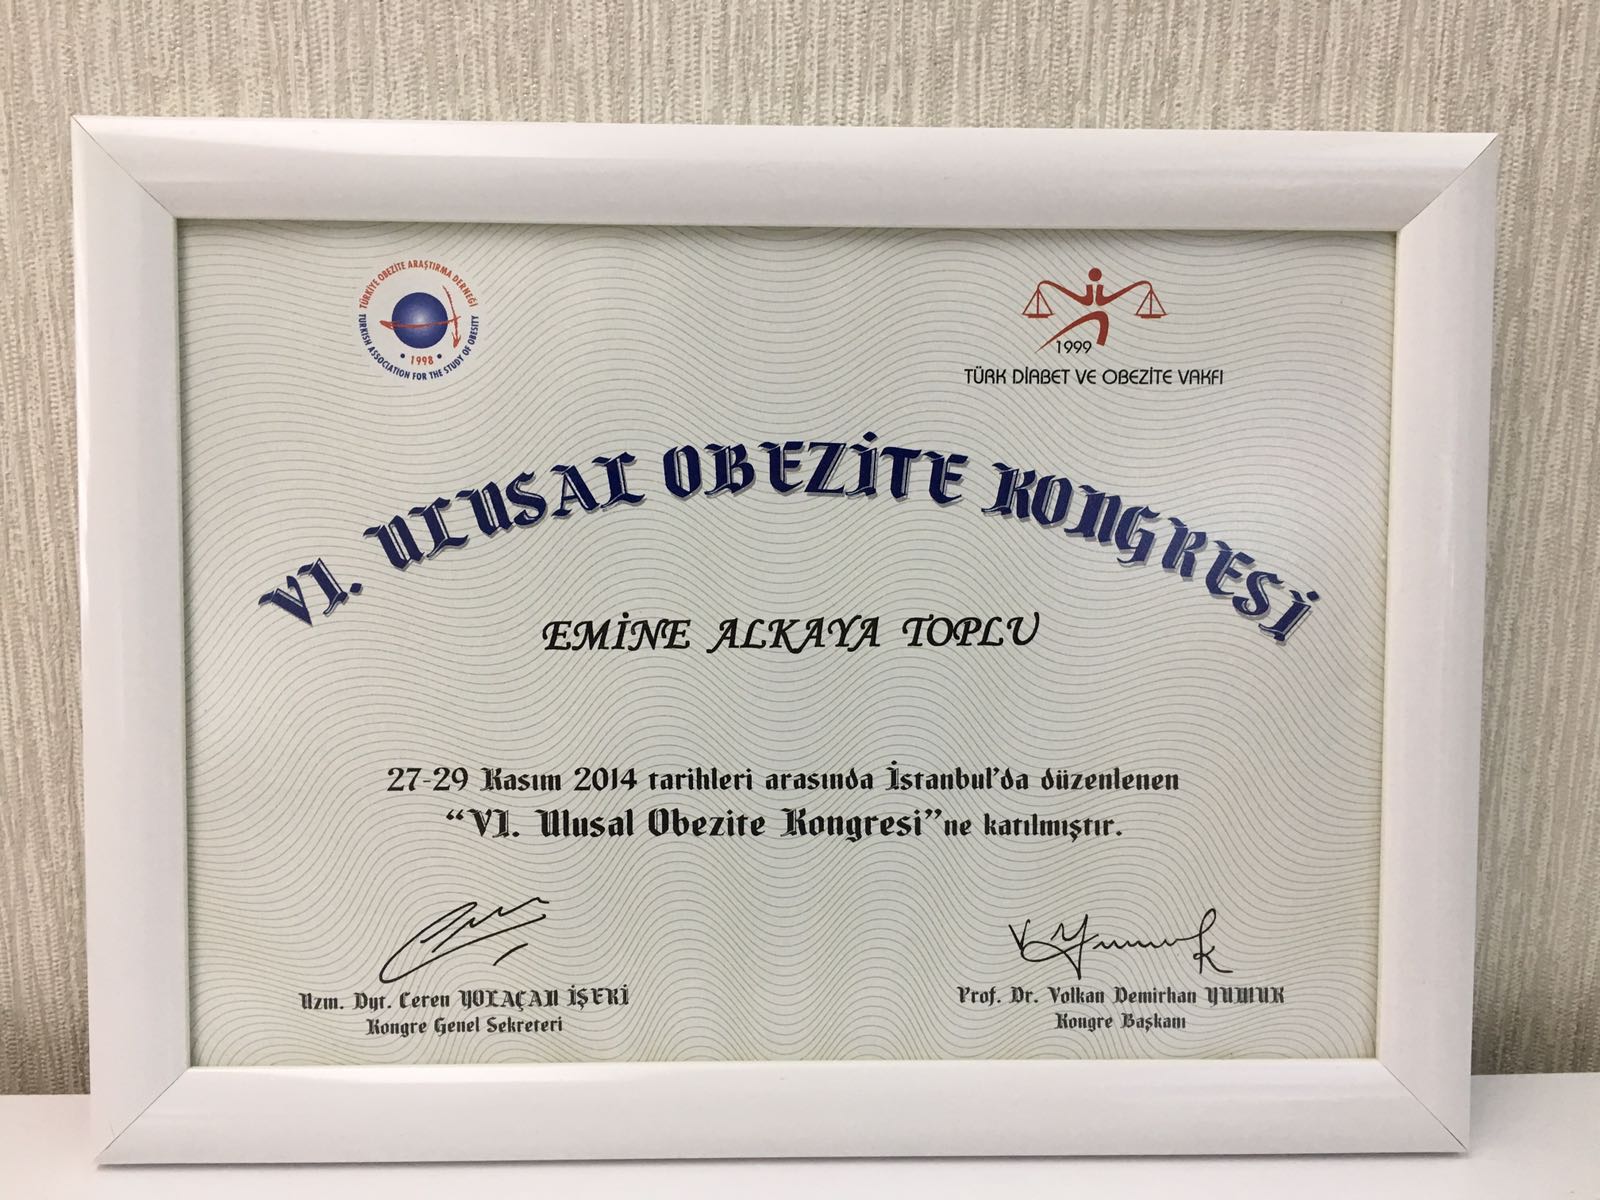 TÜRKİYE OBEZİTE ARAŞTIRMA DERNEĞİ
TURKISH ASSOCIATION FOR THE STUDY OF OBESITY
• 1998 •
1999
TÜRK DİABET VE OBEZİTE VAKFI
VI. ULUSAL OBEZİTE KONGRESİ
EMİNE ALKAYA TOPLU
27-29 Kasım 2014 tarihleri arasında İstanbul'da düzenlenen
“VI. Ulusal Obezite Kongresi”ne katılmıştır.
Uzm. Dyt. Ceren YOLAÇAN İŞERİ
Kongre Genel Sekreteri
V Yumuk
Prof. Dr. Volkan Demirhan YUMUK
Kongre Başkanı